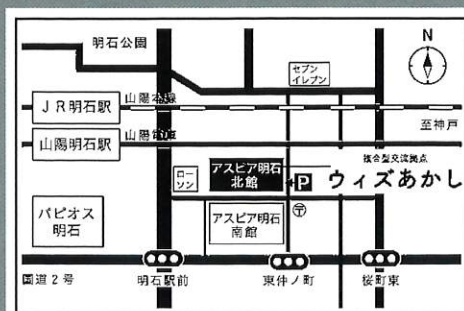 明石公園
N
セブン
イレブン
JR明石駅
山陽本線
至神戸
山陽明石駅
山陽電車
複合型交流拠点
ウィズあかし
アスピア明石
北館
P
ロー
ソン
パピオス
明石
アスピア明石
南館
〒
国道2号
明石駅前
東仲ノ町
桜町東